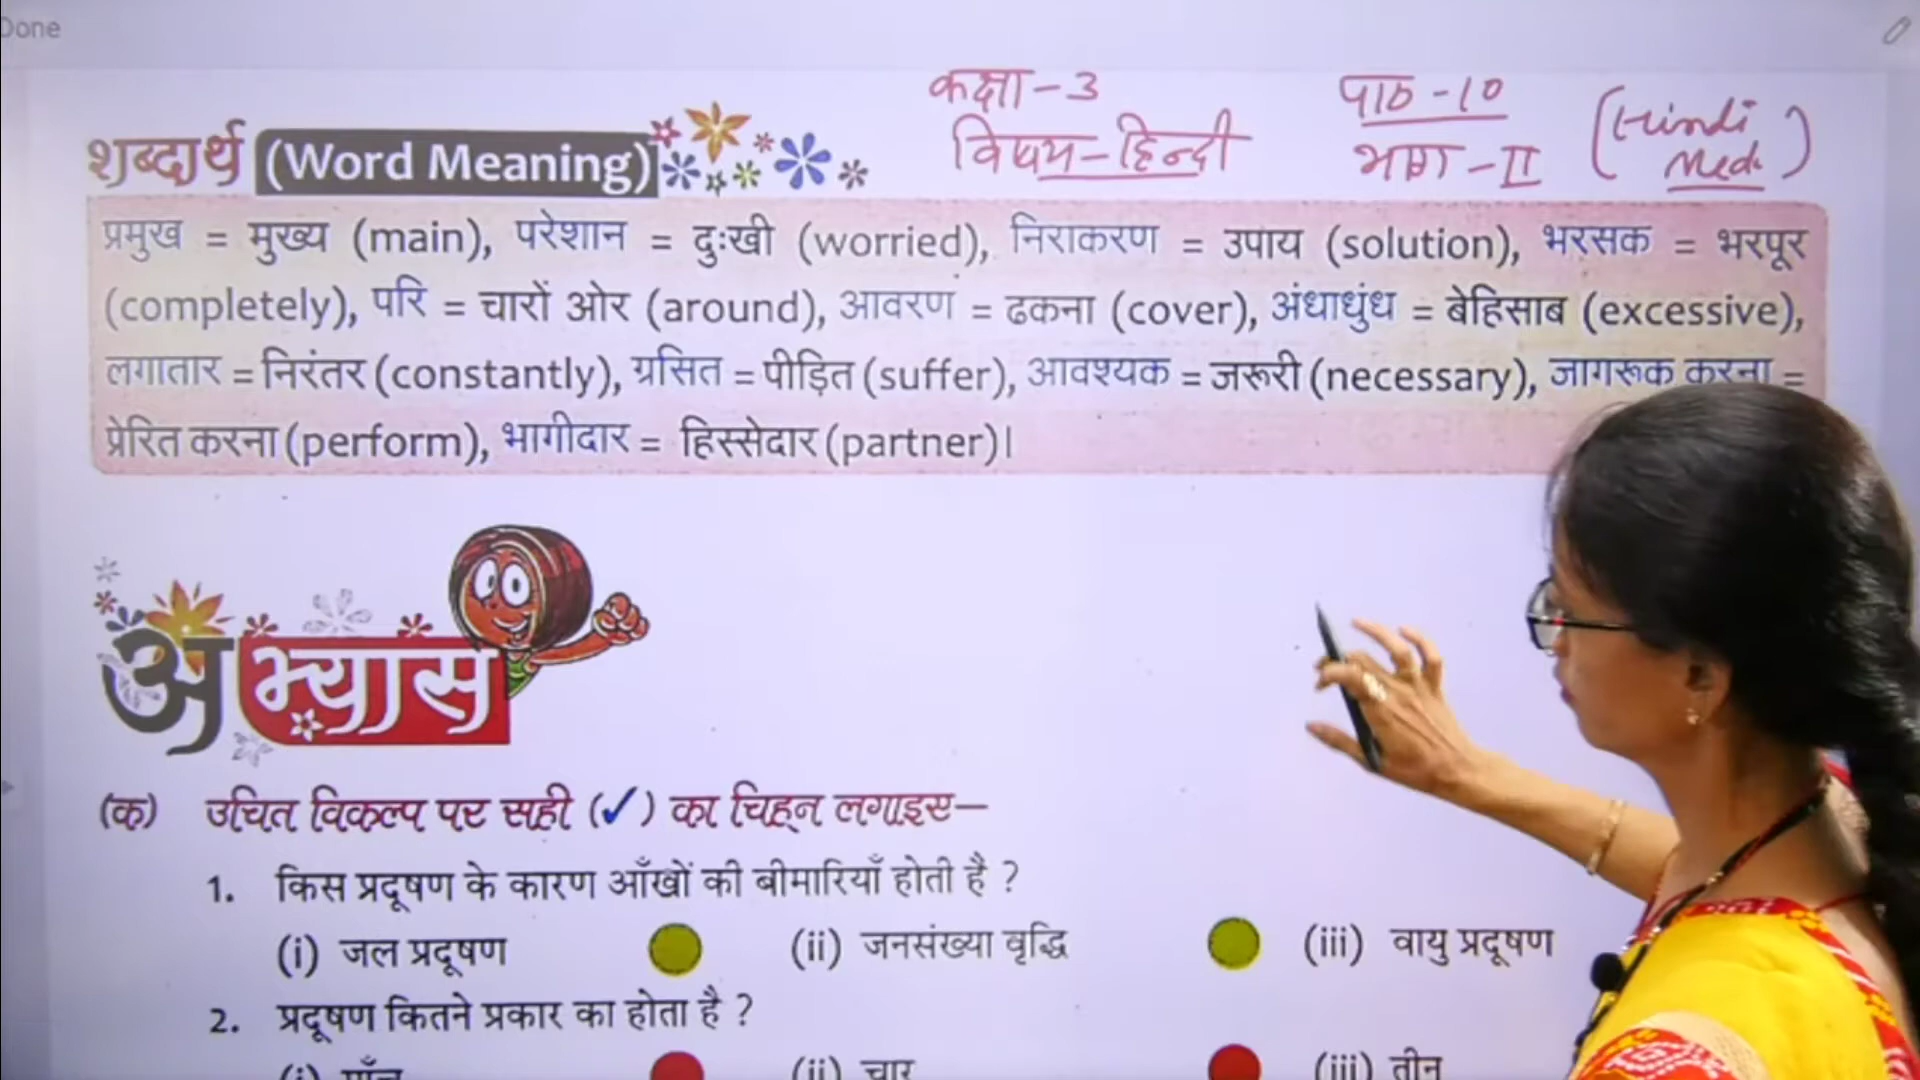 Done
कक्षा-3 पाठ-10 (Hindi
विषय-हिन्दी भाग-II Med.)
शब्दार्थ (Word Meaning)
प्रमुख = मुख्य (main), परेशान = दुःखी (worried), निराकरण = उपाय (solution), भरसक = भरपूर
(completely), परि = चारों ओर (around), आवरण = ढकना (cover), अंधाधुंध = बेहिसाब (excessive),
लगातार = निरंतर (constantly), ग्रसित = पीड़ित (suffer), आवश्यक = जरूरी (necessary), जागरूक करना =
प्रेरित करना (perform), भागीदार = हिस्सेदार (partner)।
अभ्यास
(क) उचित विकल्प पर सही (✓) का चिह्न लगाइए—
1. किस प्रदूषण के कारण आँखों की बीमारियाँ होती है ?
(i) जल प्रदूषण (ii) जनसंख्या वृद्धि (iii) वायु प्रदूषण
2. प्रदूषण कितने प्रकार का होता है ?
(i) पाँच (ii) चार (iii) तीन